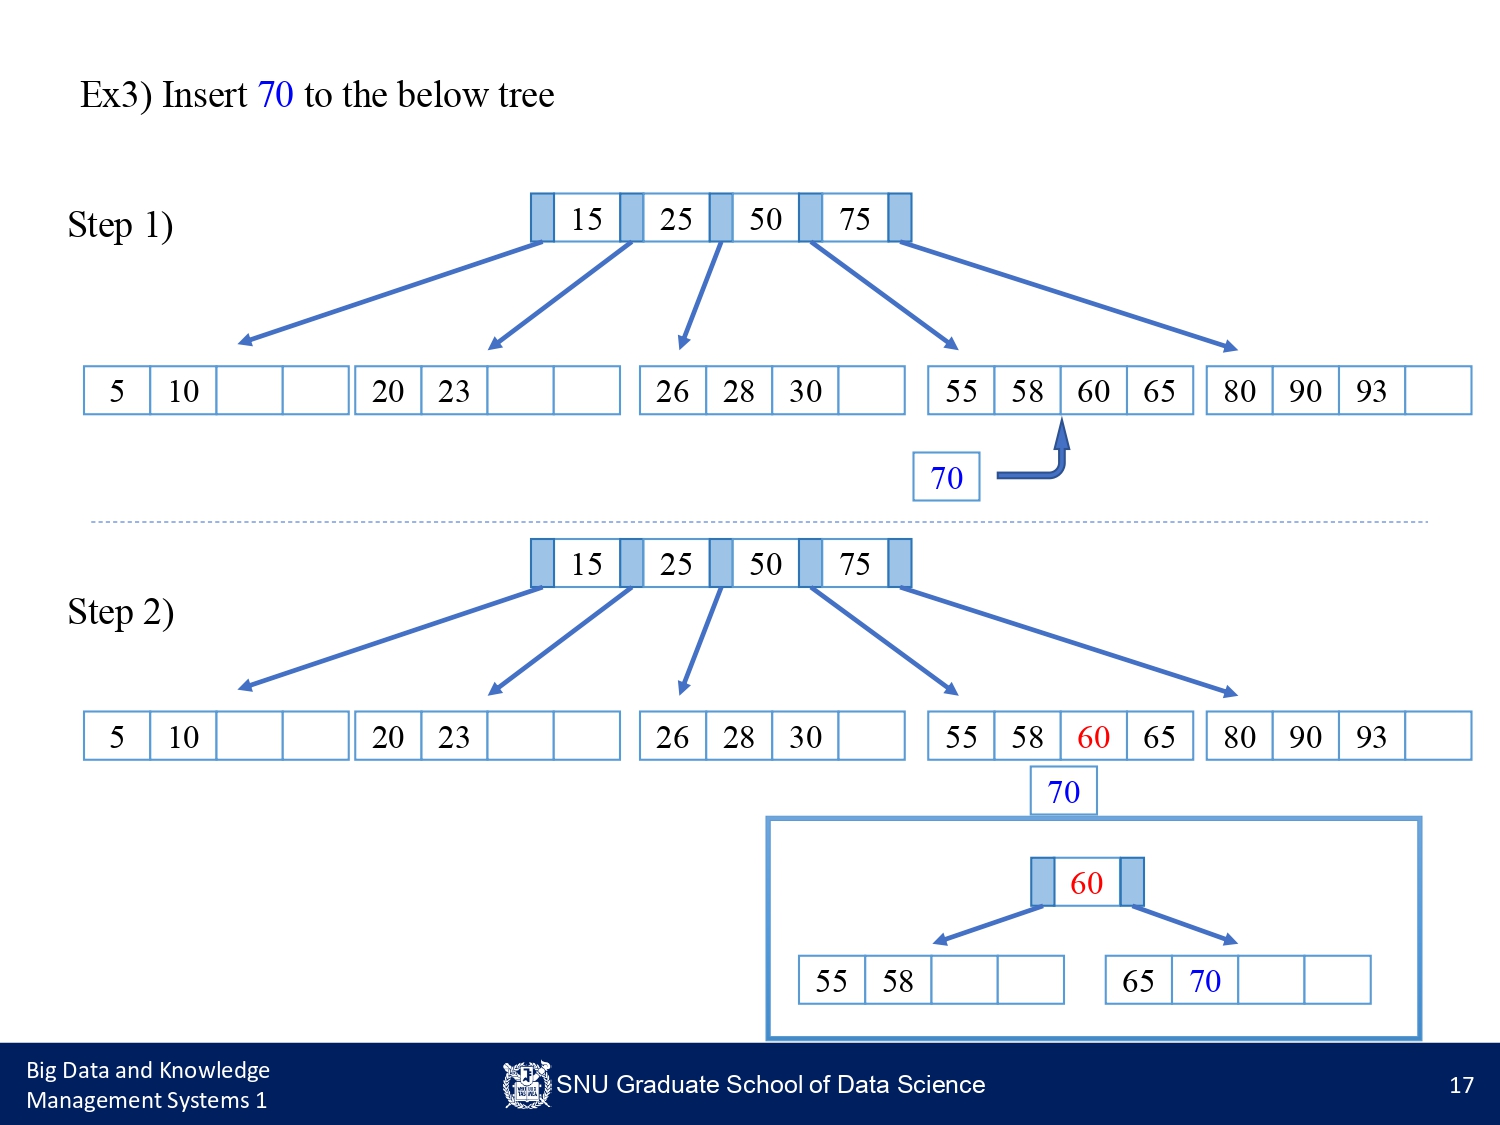 Ex3) Insert 70 to the below tree
Step 1)
15 25 50 75
5 10 20 23 26 28 30 55 58 60 65 80 90 93
70
Step 2)
15 25 50 75
5 10 20 23 26 28 30 55 58 60 65 80 90 93
70
60
55 58 65 70
Big Data and Knowledge
Management Systems 1
SNU Graduate School of Data Science
17